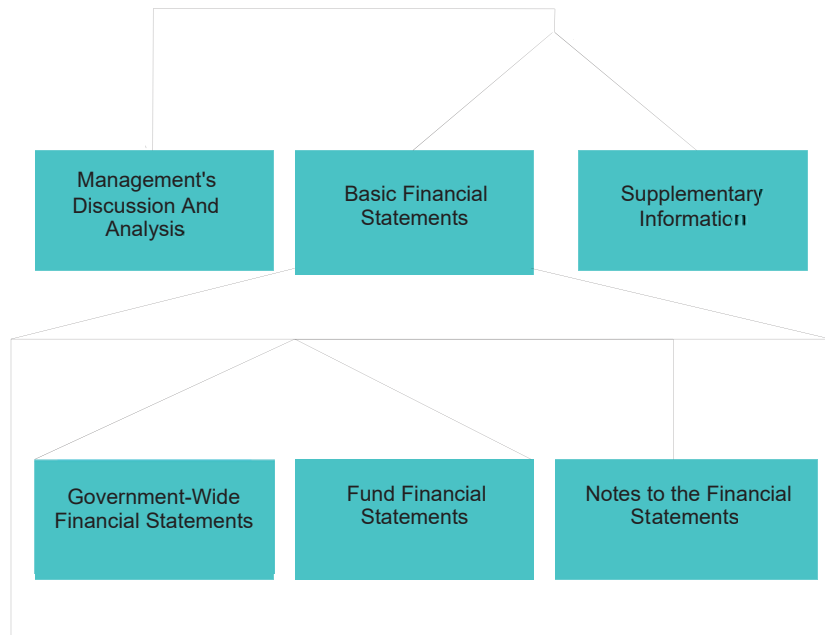 Management's
Discussion And
Analysis
Basic Financial
Statements
Supplementary
Information
Government-Wide
Financial Statements
Fund Financial
Statements
Notes to the Financial
Statements